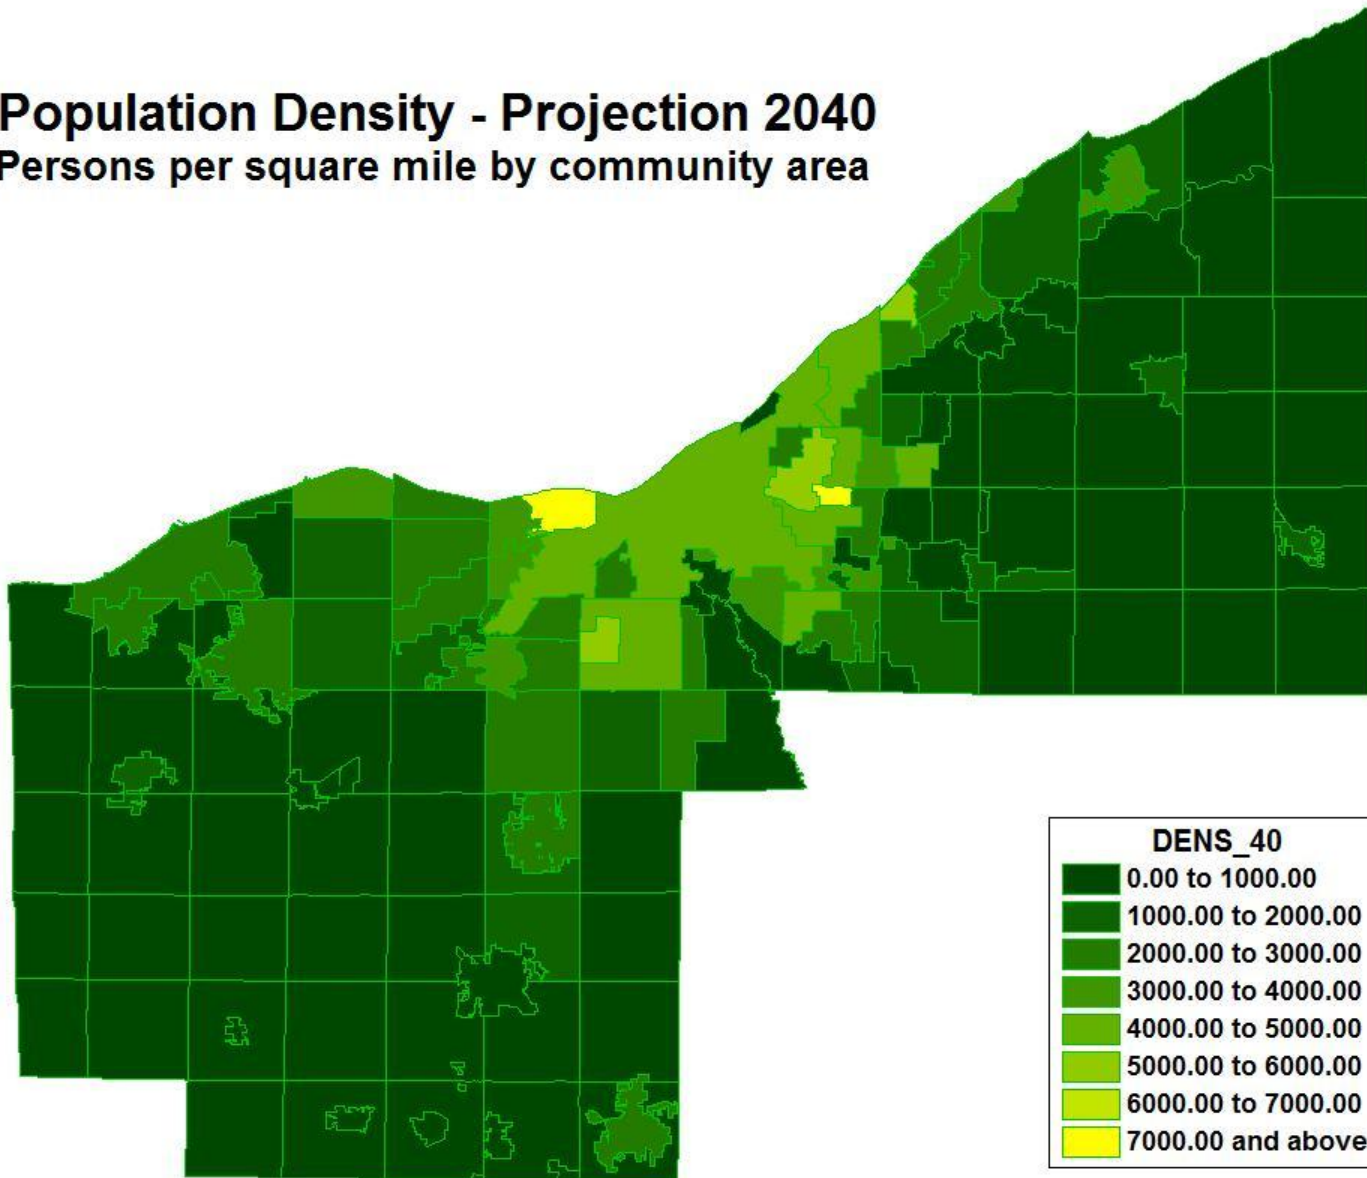 Population Density - Projection 2040
Persons per square mile by community area
DENS_40
0.00 to 1000.00
1000.00 to 2000.00
2000.00 to 3000.00
3000.00 to 4000.00
4000.00 to 5000.00
5000.00 to 6000.00
6000.00 to 7000.00
7000.00 and above